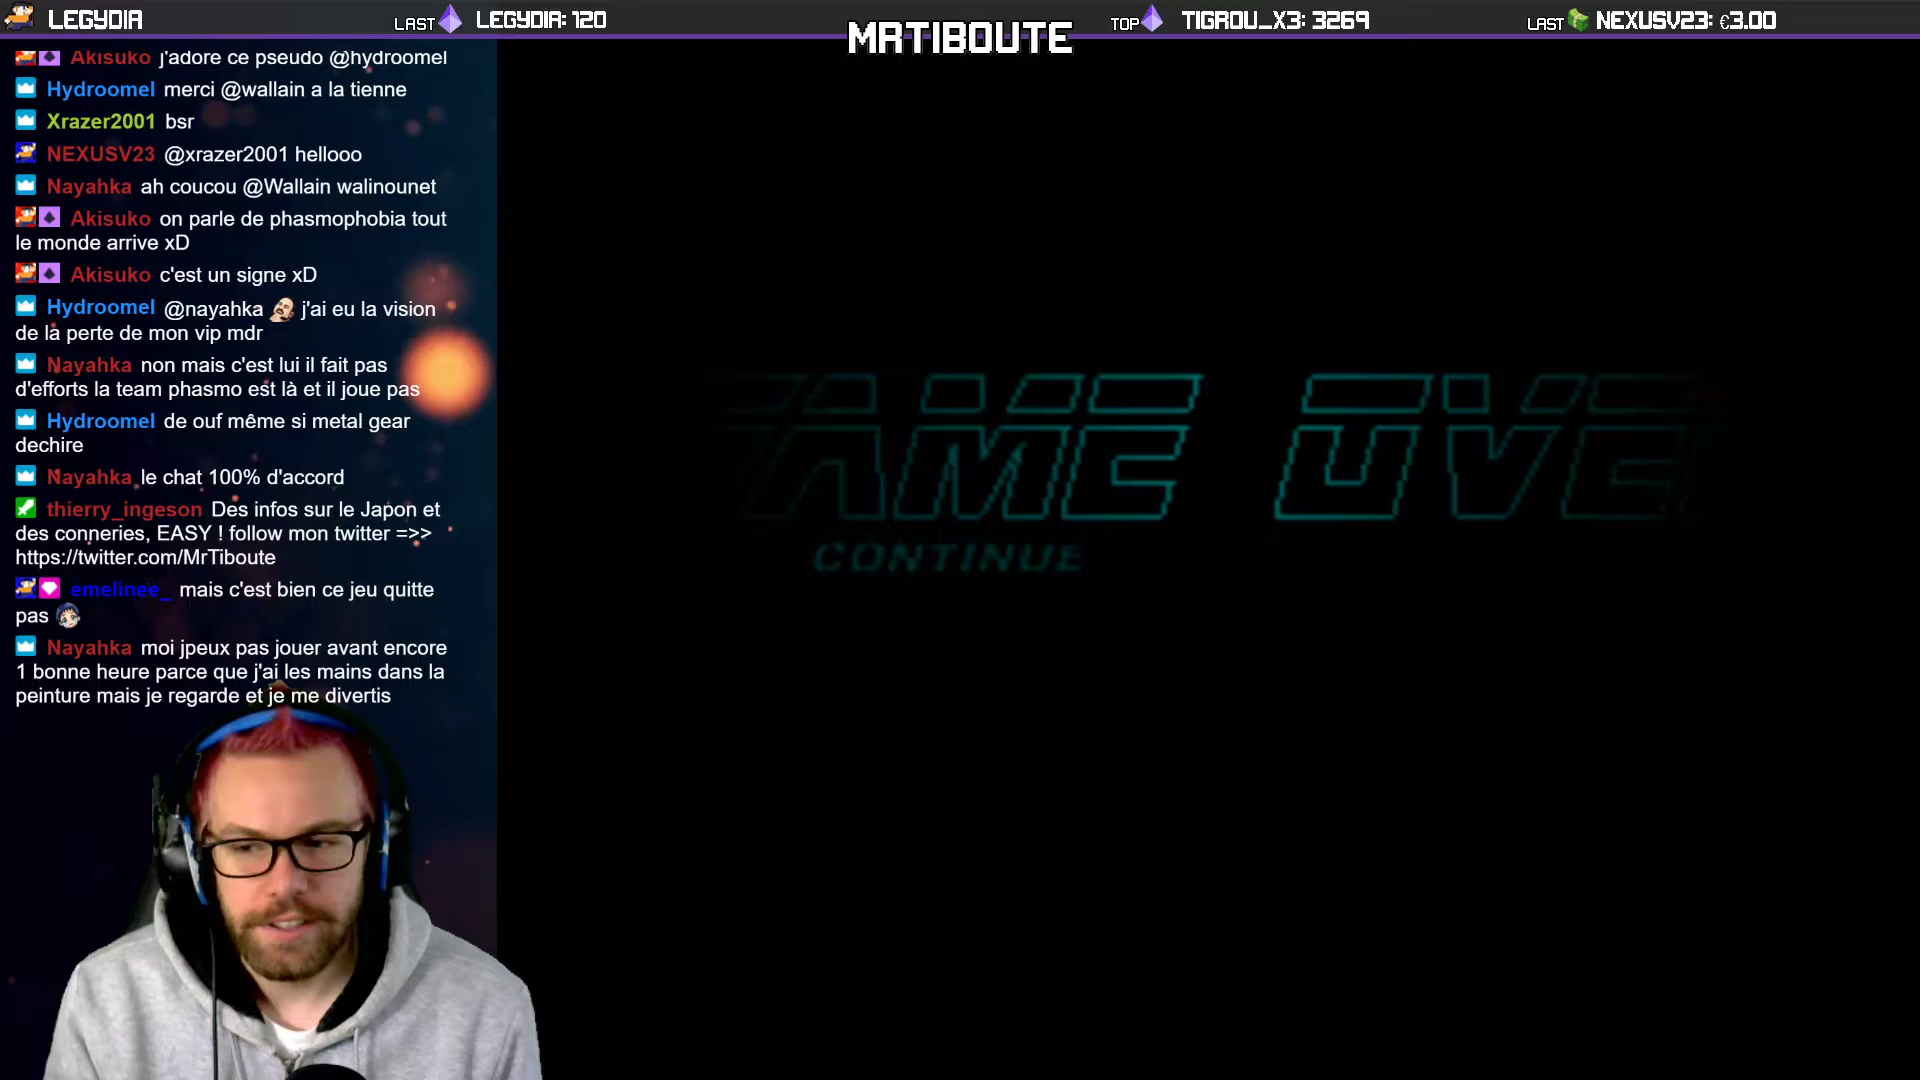 LEGYDIA
LAST LEGYDIA: 120
MRTIBOUTE
TOP TIGROU_X3: 3269
LAST NEXUSV23: €3.00
Akisuko j'adore ce pseudo @hydroomel
Hydroomel merci @wallain a la tienne
Xrazer2001 bsr
NEXUSV23 @xrazer2001 hellooo
Nayahka ah coucou @Wallain walinounet
Akisuko on parle de phasmophobia tout
le monde arrive xD
Akisuko c'est un signe xD
Hydroomel @nayahka j'ai eu la vision
de la perte de mon vip mdr
Nayahka non mais c'est lui il fait pas
d'efforts la team phasmo est là et il joue pas
Hydroomel de ouf même si metal gear
dechire
Nayahka le chat 100% d'accord
thierry_ingeson Des infos sur le Japon et
des conneries, EASY ! follow mon twitter =>>
https://twitter.com/MrTiboute
emelinee_ mais c'est bien ce jeu quitte
pas
Nayahka moi jpeux pas jouer avant encore
1 bonne heure parce que j'ai les mains dans la
peinture mais je regarde et je me divertis
GAME OVER
CONTINUE